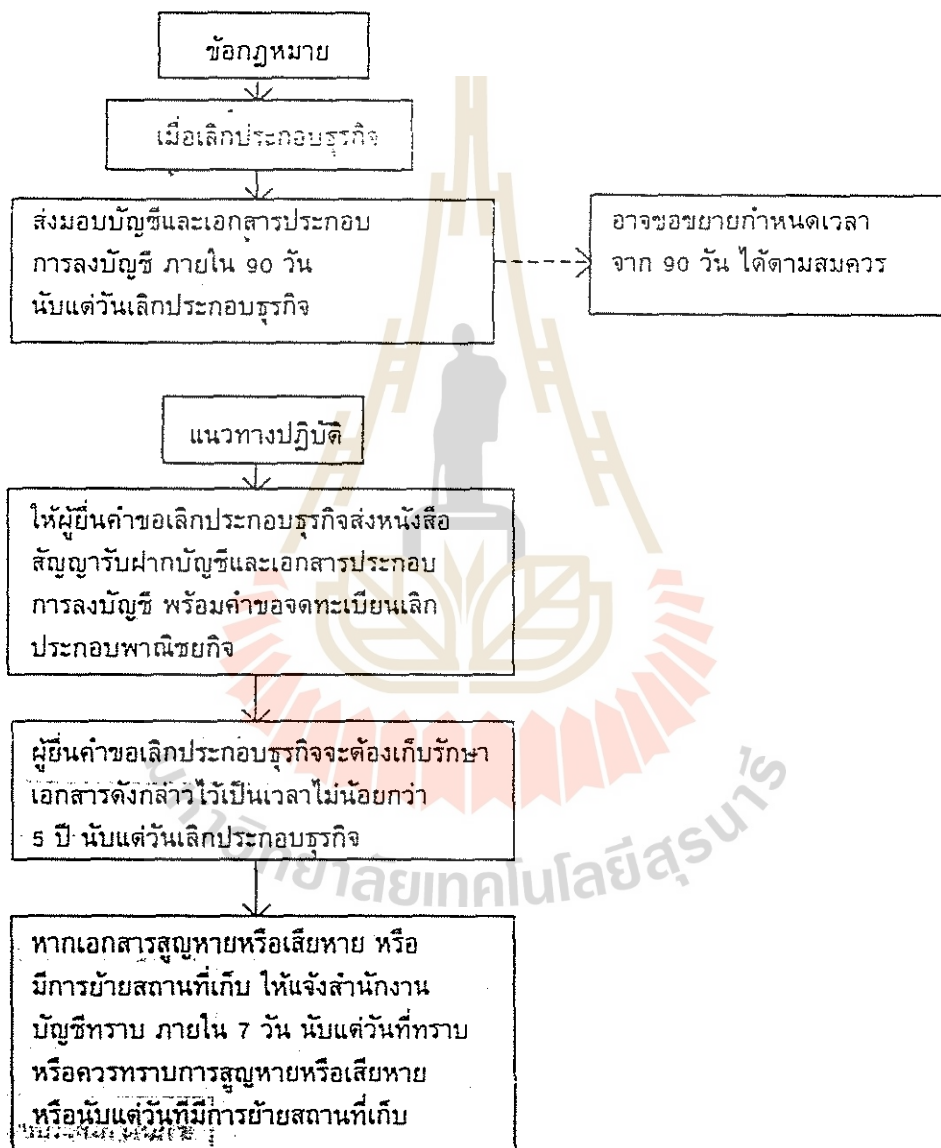 ข้อกฎหมาย
เมื่อเลิกประกอบธุรกิจ
ส่งมอบบัญชีและเอกสารประกอบ
การลงบัญชี ภายใน 90 วัน
นับแต่วันเลิกประกอบธุรกิจ
อาจขอขยายกำหนดเวลา
จาก 90 วัน ได้ตามสมควร
แนวทางปฏิบัติ
ให้ผู้ยื่นคำขอเลิกประกอบธุรกิจส่งหนังสือ
สัญญารับฝากบัญชีและเอกสารประกอบ
การลงบัญชี พร้อมคำขอจดทะเบียนเลิก
ประกอบพาณิชยกิจ
ผู้ยื่นคำขอเลิกประกอบธุรกิจจะต้องเก็บรักษา
เอกสารดังกล่าวไว้เป็นเวลาไม่น้อยกว่า
5 ปี นับแต่วันเลิกประกอบธุรกิจ
มหาวิทยาลัยเทคโนโลยีสุรนารี
หากเอกสารสูญหายหรือเสียหาย หรือ
มีการย้ายสถานที่เก็บ ให้แจ้งสำนักงาน
บัญชีทราบ ภายใน 7 วัน นับแต่วันที่ทราบ
หรือควรทราบการสูญหายหรือเสียหาย
หรือนับแต่วันที่มีการย้ายสถานที่เก็บ